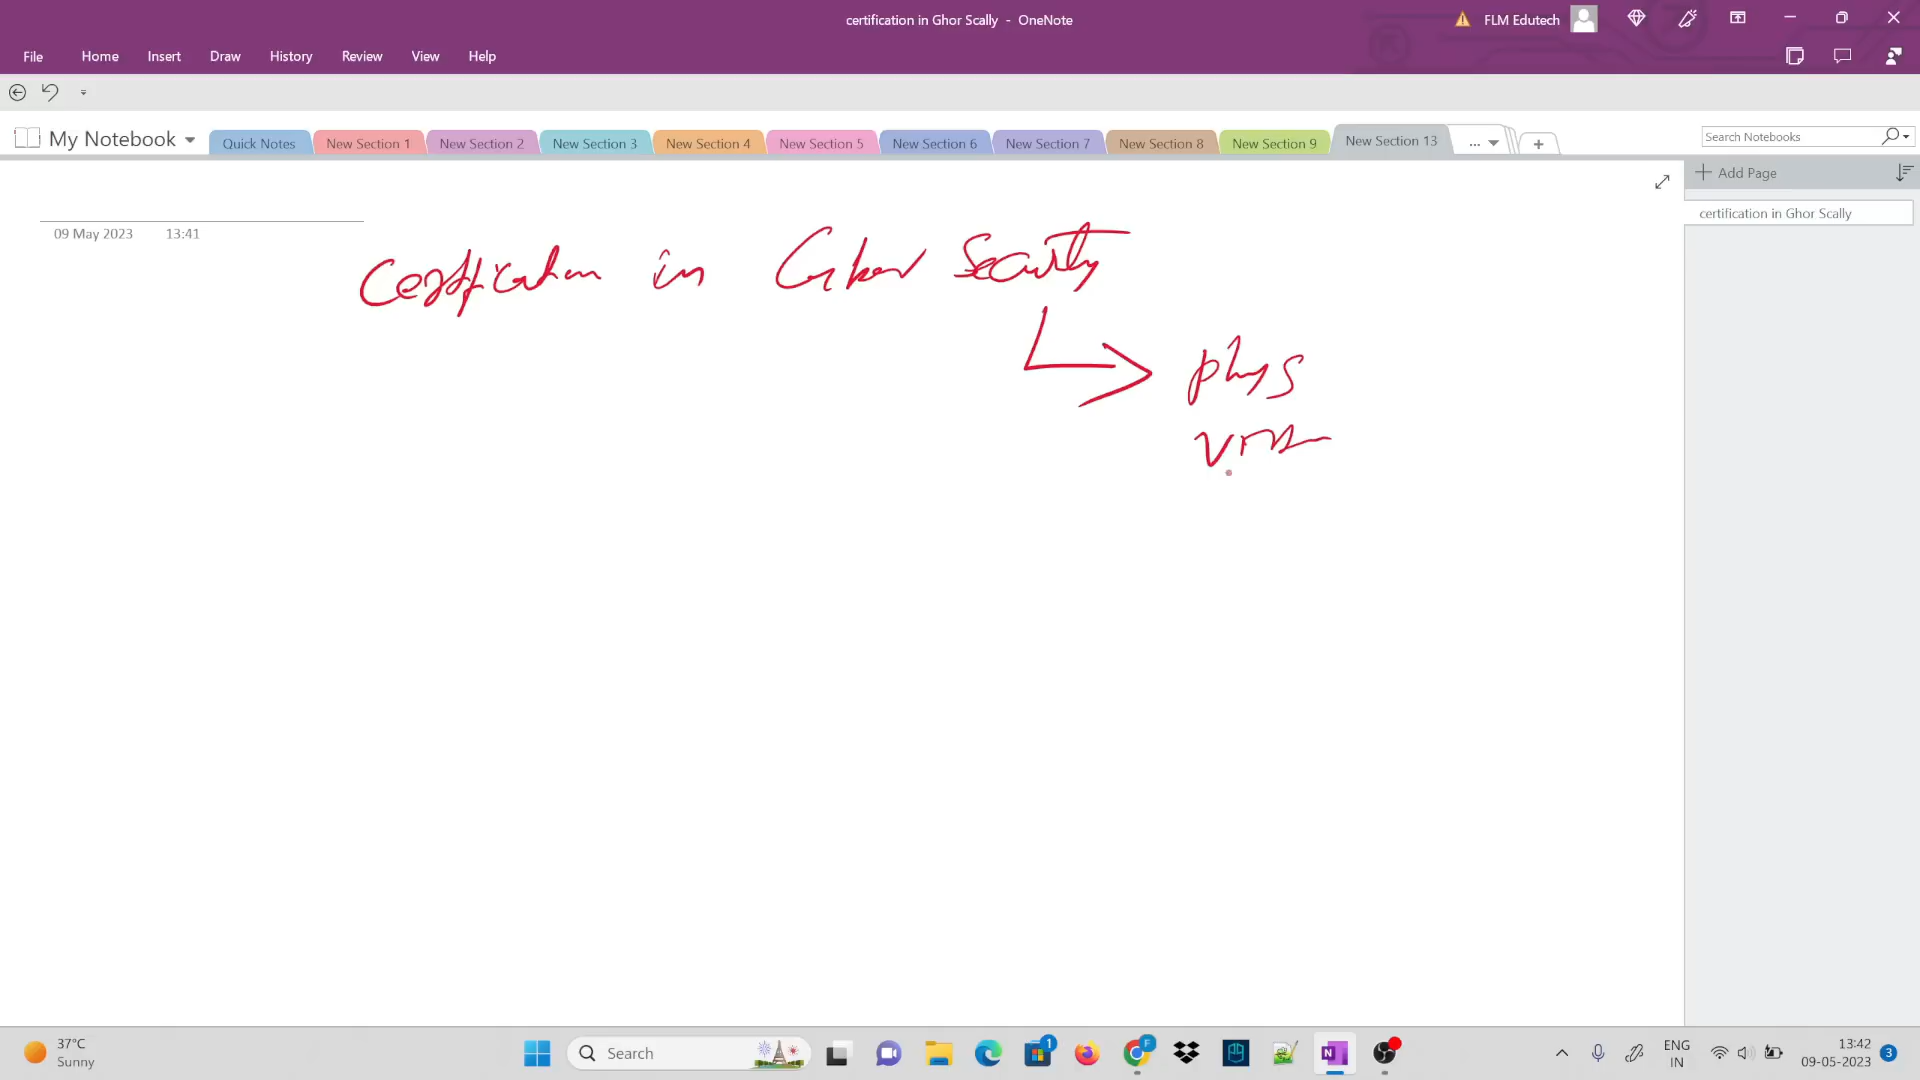 certification in Ghor Scally - OneNote
FLM Edutech
File Home Insert Draw History Review View Help
My Notebook
Quick Notes New Section 1 New Section 2 New Section 3 New Section 4 New Section 5 New Section 6 New Section 7 New Section 8 New Section 9 New Section 13 ... +
Search Notebooks
Add Page
certification in Ghor Scally
09 May 2023 13:41
Certification in Cyber Security
phys
37°C
Sunny
Search
1
F
ENG
IN
13:42
09-05-2023
3